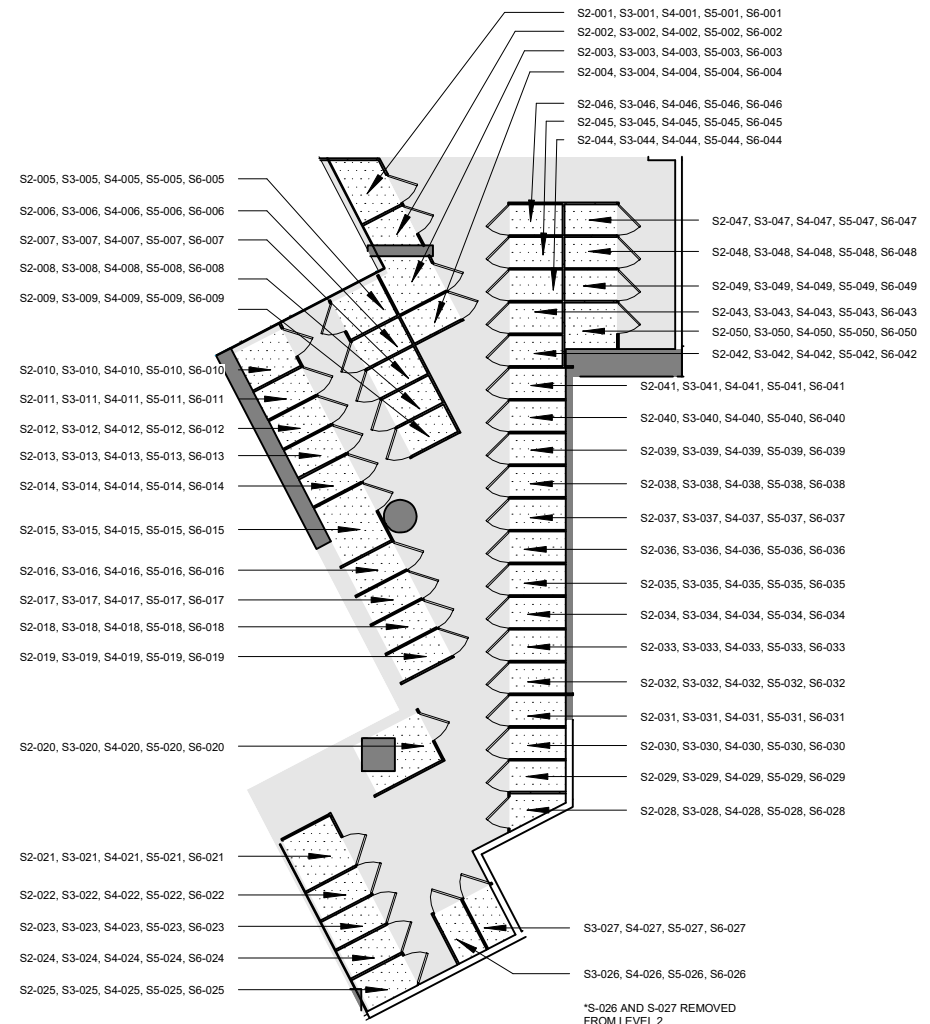 S2-001, S3-001, S4-001, S5-001, S6-001
S2-002, S3-002, S4-002, S5-002, S6-002
S2-003, S3-003, S4-003, S5-003, S6-003
S2-004, S3-004, S4-004, S5-004, S6-004
S2-046, S3-046, S4-046, S5-046, S6-046
S2-045, S3-045, S4-045, S5-045, S6-045
S2-044, S3-044, S4-044, S5-044, S6-044
S2-005, S3-005, S4-005, S5-005, S6-005
S2-006, S3-006, S4-006, S5-006, S6-006
S2-007, S3-007, S4-007, S5-007, S6-007
S2-008, S3-008, S4-008, S5-008, S6-008
S2-009, S3-009, S4-009, S5-009, S6-009
S2-010, S3-010, S4-010, S5-010, S6-010
S2-011, S3-011, S4-011, S5-011, S6-011
S2-012, S3-012, S4-012, S5-012, S6-012
S2-013, S3-013, S4-013, S5-013, S6-013
S2-014, S3-014, S4-014, S5-014, S6-014
S2-015, S3-015, S4-015, S5-015, S6-015
S2-016, S3-016, S4-016, S5-016, S6-016
S2-017, S3-017, S4-017, S5-017, S6-017
S2-018, S3-018, S4-018, S5-018, S6-018
S2-019, S3-019, S4-019, S5-019, S6-019
S2-020, S3-020, S4-020, S5-020, S6-020
S2-021, S3-021, S4-021, S5-021, S6-021
S2-022, S3-022, S4-022, S5-022, S6-022
S2-023, S3-023, S4-023, S5-023, S6-023
S2-024, S3-024, S4-024, S5-024, S6-024
S2-025, S3-025, S4-025, S5-025, S6-025
S2-047, S3-047, S4-047, S5-047, S6-047
S2-048, S3-048, S4-048, S5-048, S6-048
S2-049, S3-049, S4-049, S5-049, S6-049
S2-043, S3-043, S4-043, S5-043, S6-043
S2-050, S3-050, S4-050, S5-050, S6-050
S2-042, S3-042, S4-042, S5-042, S6-042
S2-041, S3-041, S4-041, S5-041, S6-041
S2-040, S3-040, S4-040, S5-040, S6-040
S2-039, S3-039, S4-039, S5-039, S6-039
S2-038, S3-038, S4-038, S5-038, S6-038
S2-037, S3-037, S4-037, S5-037, S6-037
S2-036, S3-036, S4-036, S5-036, S6-036
S2-035, S3-035, S4-035, S5-035, S6-035
S2-034, S3-034, S4-034, S5-034, S6-034
S2-033, S3-033, S4-033, S5-033, S6-033
S2-032, S3-032, S4-032, S5-032, S6-032
S2-031, S3-031, S4-031, S5-031, S6-031
S2-030, S3-030, S4-030, S5-030, S6-030
S2-029, S3-029, S4-029, S5-029, S6-029
S2-028, S3-028, S4-028, S5-028, S6-028
S3-027, S4-027, S5-027, S6-027
S3-026, S4-026, S5-026, S6-026
*S-026 AND S-027 REMOVED
FROM LEVEL 2